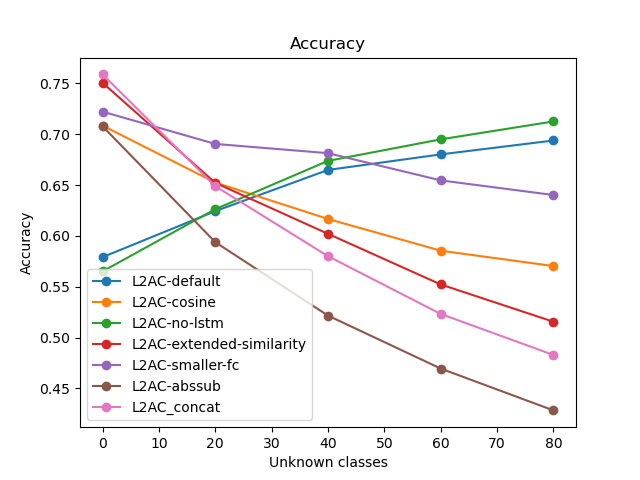 Accuracy
Accuracy
0.75
0.70
0.65
0.60
0.55
0.50
0.45
L2AC-default
L2AC-cosine
L2AC-no-lstm
L2AC-extended-similarity
L2AC-smaller-fc
L2AC-abssub
L2AC_concat
0 10 20 30 40 50 60 70 80
Unknown classes